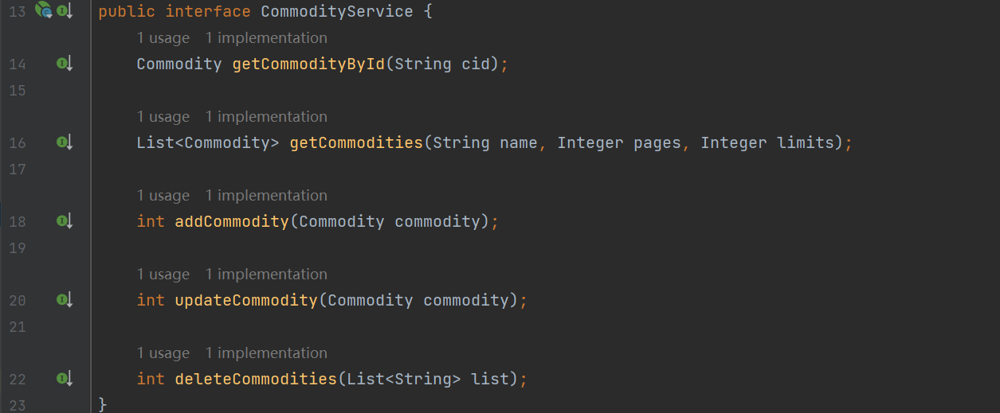 13 public interface CommodityService {
1 usage 1 implementation
14 Commodity getCommodityById(String cid);
15
1 usage 1 implementation
16 List<Commodity> getCommodities(String name, Integer pages, Integer limits);
17
1 usage 1 implementation
18 int addCommodity(Commodity commodity);
19
1 usage 1 implementation
20 int updateCommodity(Commodity commodity);
21
1 usage 1 implementation
22 int deleteCommodities(List<String> list);
23 }